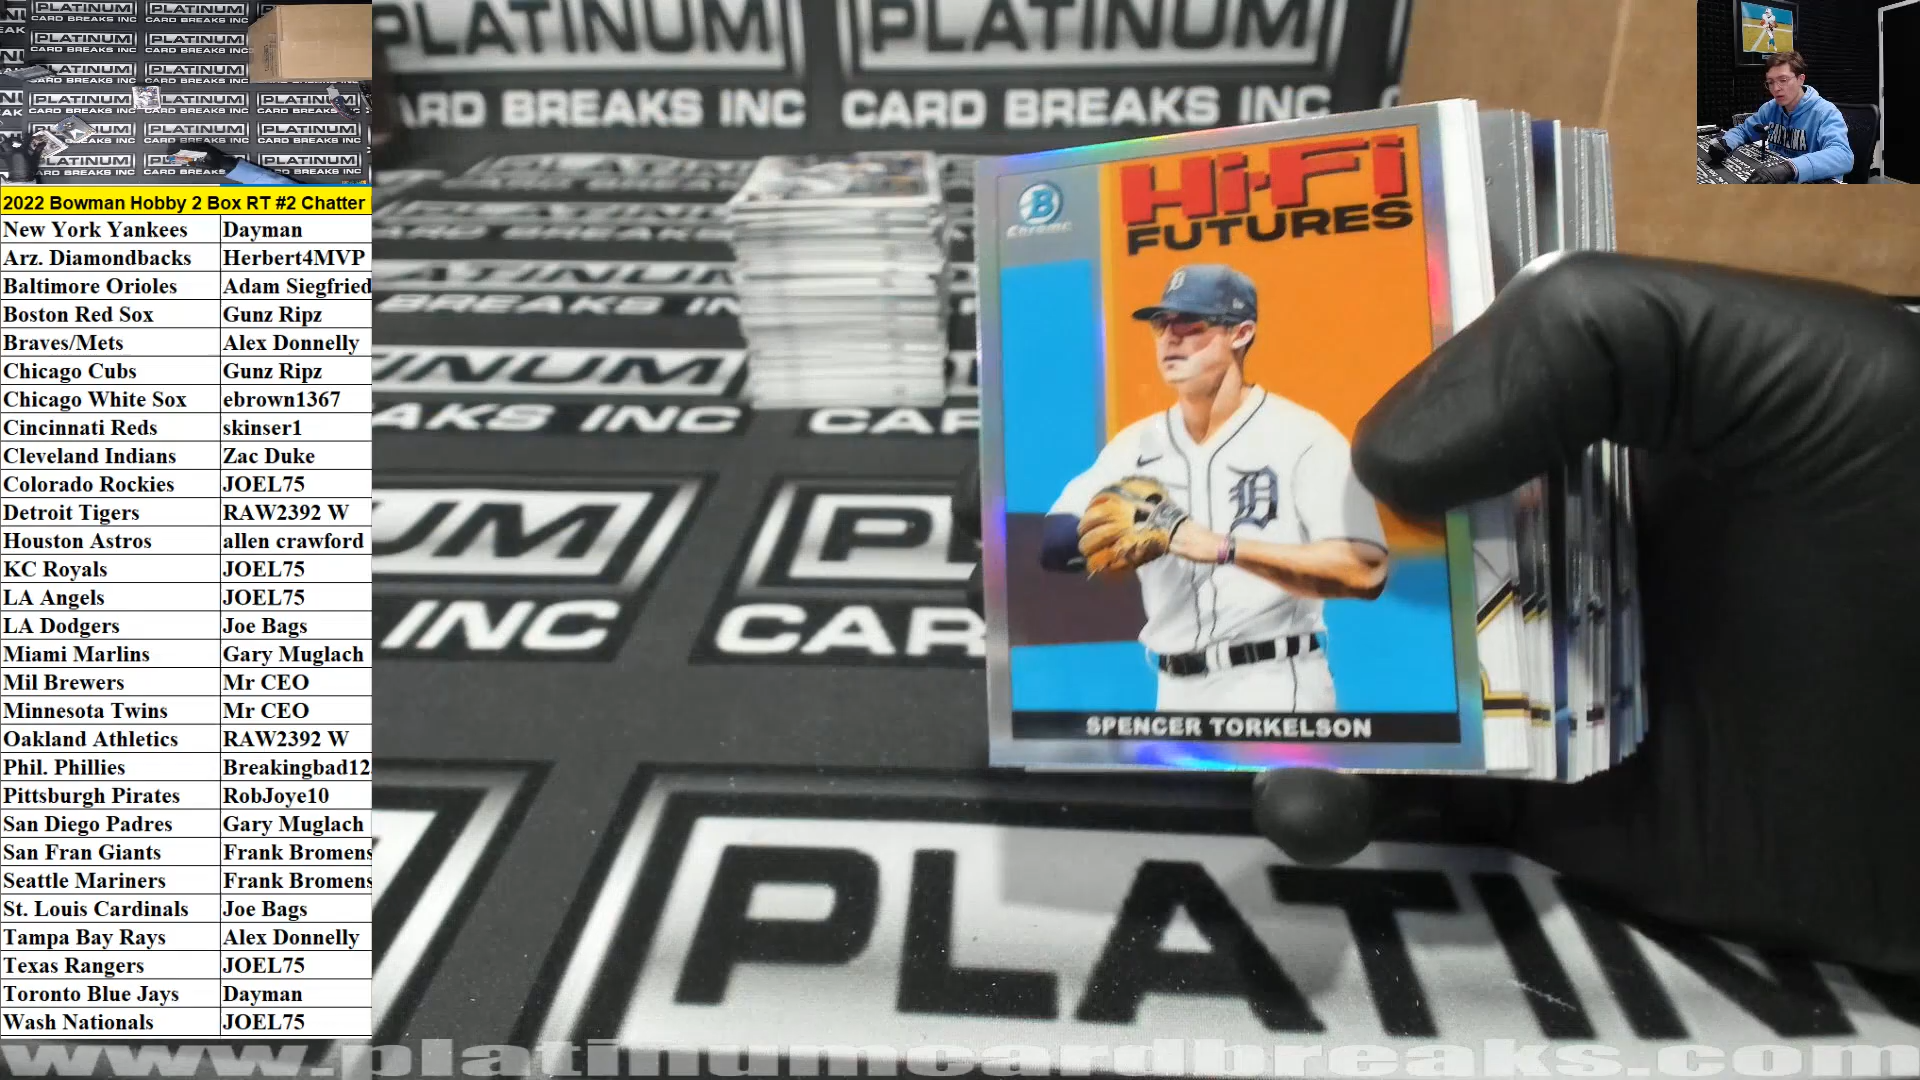 2022 Bowman Hobby 2 Box RT #2 Chatter
New York Yankees Dayman
Arz. Diamondbacks Herbert4MVP
Baltimore Orioles Adam Siegfried
Boston Red Sox Gunz Ripz
Braves/Mets Alex Donnelly
Chicago Cubs Gunz Ripz
Chicago White Sox ebrown1367
Cincinnati Reds skinser1
Cleveland Indians Zac Duke
Colorado Rockies JOEL75
Detroit Tigers RAW2392 W
Houston Astros allen crawford
KC Royals JOEL75
LA Angels JOEL75
LA Dodgers Joe Bags
Miami Marlins Gary Muglach
Mil Brewers Mr CEO
Minnesota Twins Mr CEO
Oakland Athletics RAW2392 W
Phil. Phillies Breakingbad12
Pittsburgh Pirates RobJoye10
San Diego Padres Gary Muglach
San Fran Giants Frank Bromens
Seattle Mariners Frank Bromens
St. Louis Cardinals Joe Bags
Tampa Bay Rays Alex Donnelly
Texas Rangers JOEL75
Toronto Blue Jays Dayman
Wash Nationals JOEL75
PLATINUM PLATINUM
CARD BREAKS INC CARD BREAKS INC
B
Chrome
Hi-Fi
FUTURES
D
SPENCER TORKELSON
PLATINUM
www.platinumcardbreaks.com